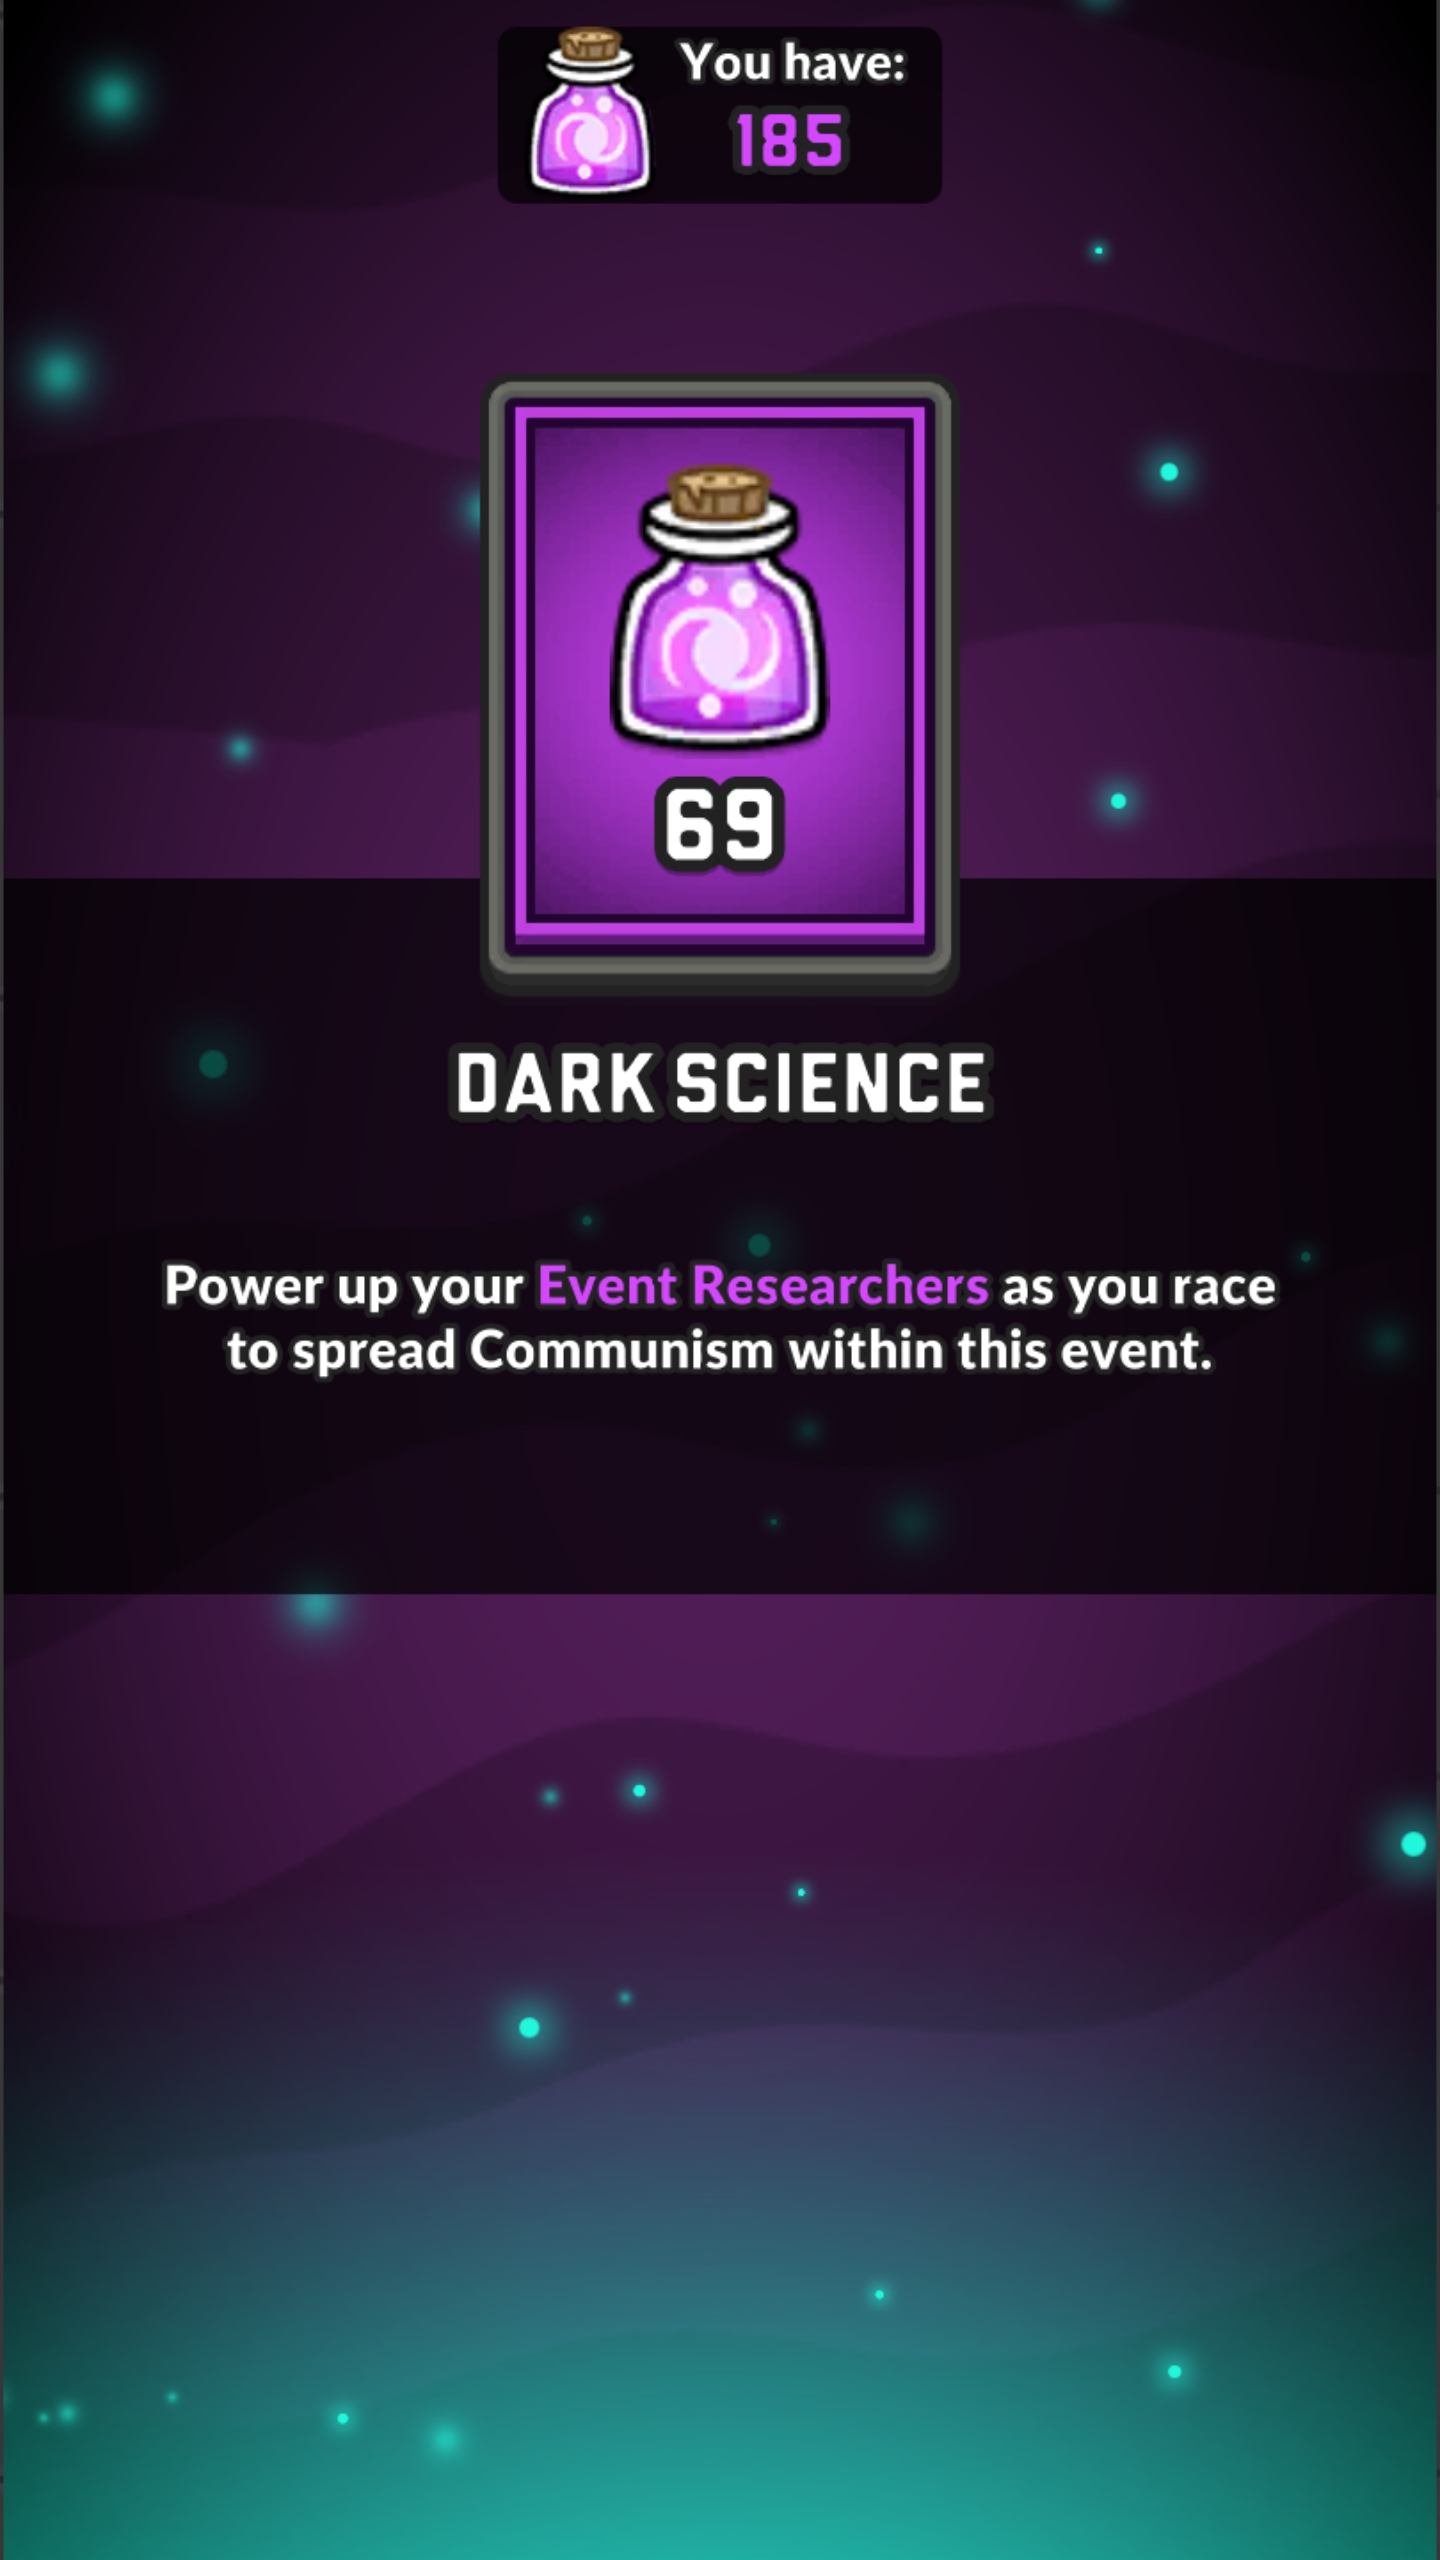 You have:
185
69
DARK SCIENCE
Power up your Event Researchers as you race
to spread Communism within this event.